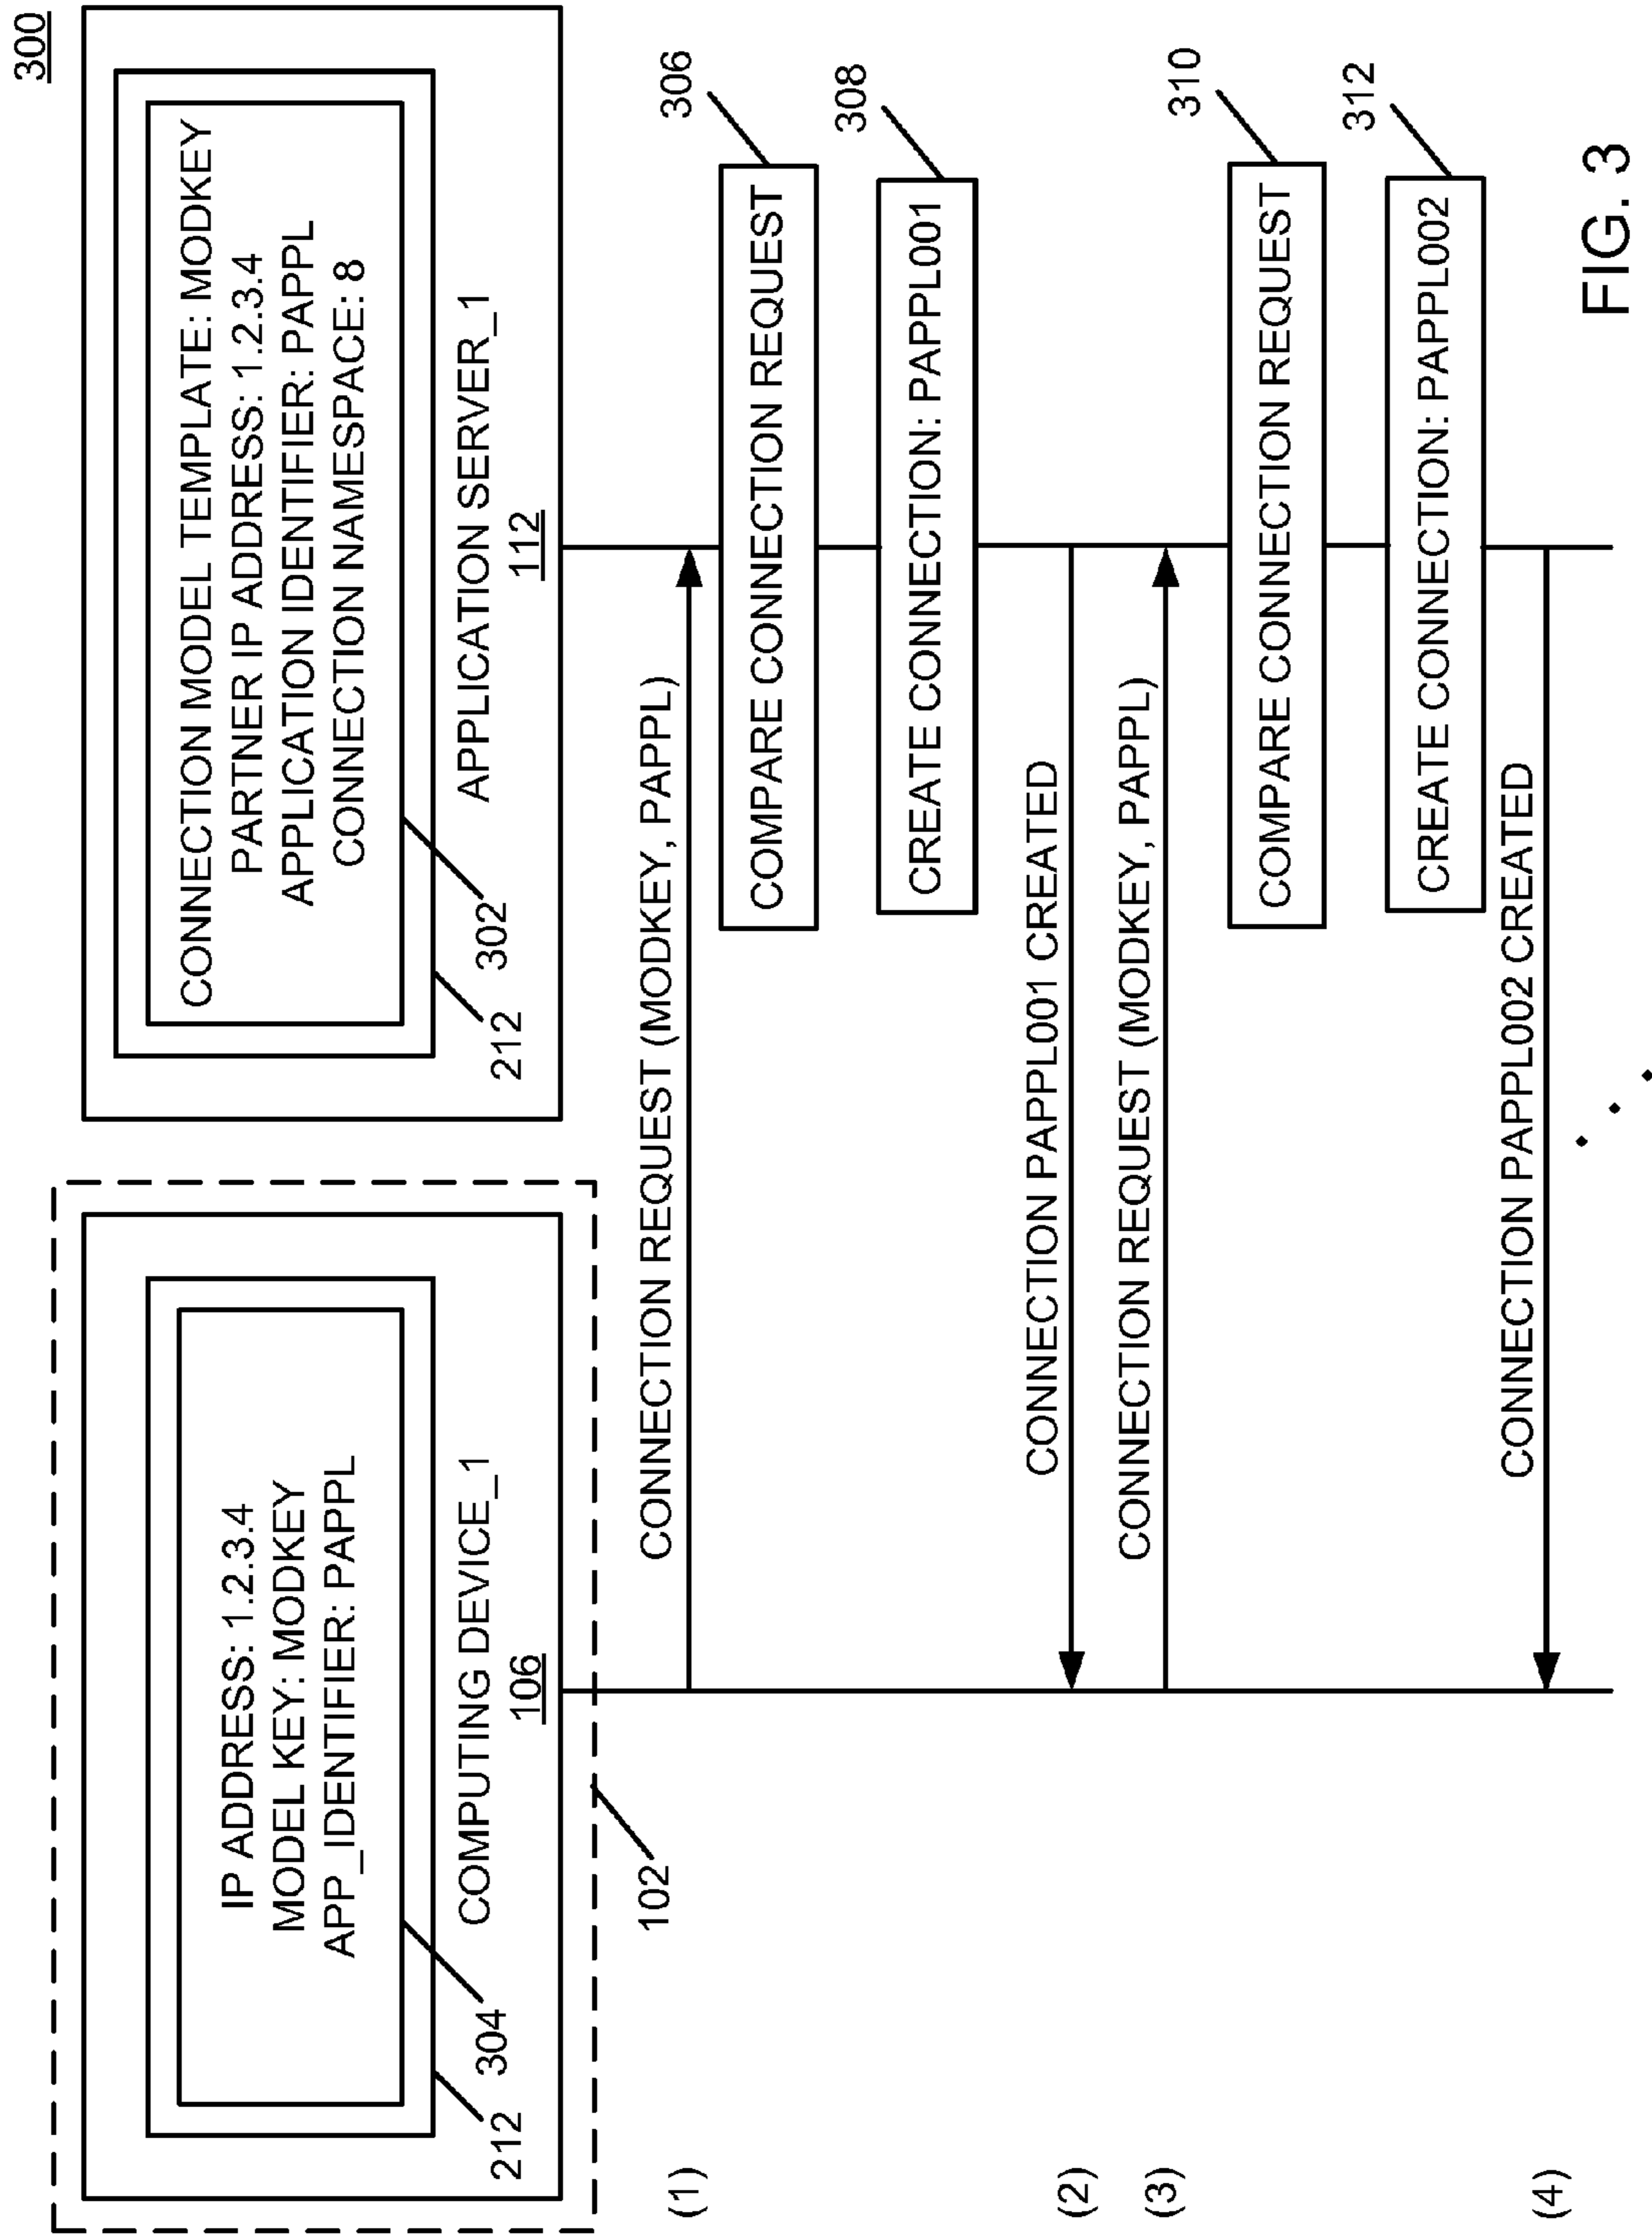 300
IP ADDRESS: 1.2.3.4
MODEL KEY: MODKEY
APP_IDENTIFIER: PAPPL
304
212
COMPUTING DEVICE_1
106
102
CONNECTION MODEL TEMPLATE: MODKEY
PARTNER IP ADDRESS: 1.2.3.4
APPLICATION IDENTIFIER: PAPPL
CONNECTION NAMESPACE: 8
302
212
APPLICATION SERVER_1
112
(1)
CONNECTION REQUEST (MODKEY, PAPPL)
COMPARE CONNECTION REQUEST
306
CREATE CONNECTION: PAPPL001
308
(2)
CONNECTION PAPPL001 CREATED
(3)
CONNECTION REQUEST (MODKEY, PAPPL)
COMPARE CONNECTION REQUEST
310
CREATE CONNECTION: PAPPL002
312
(4)
CONNECTION PAPPL002 CREATED
FIG. 3